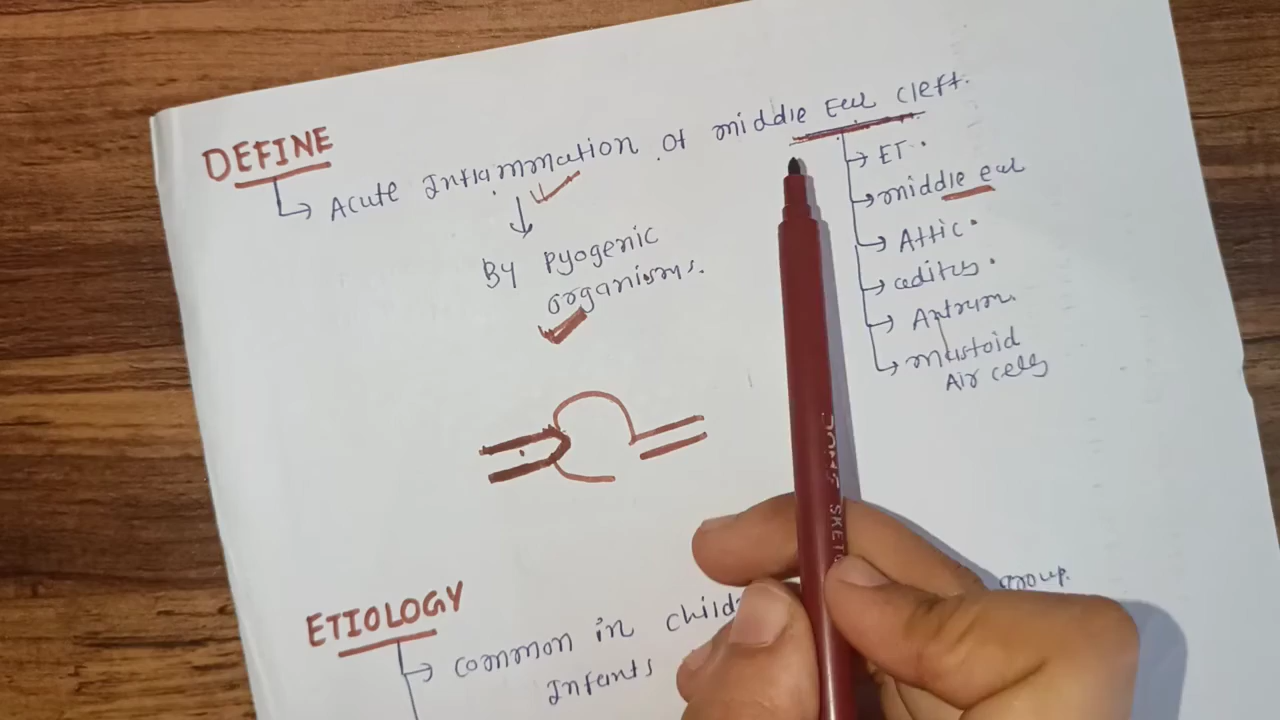 DEFINE
Acute Inflammation of middle Ear cleft.
By Pyogenic
organisms.
ET.
middle ear
Attic.
aditus.
Antrum.
mastoid
Air cells
ETIOLOGY
common in child
group.
Infants